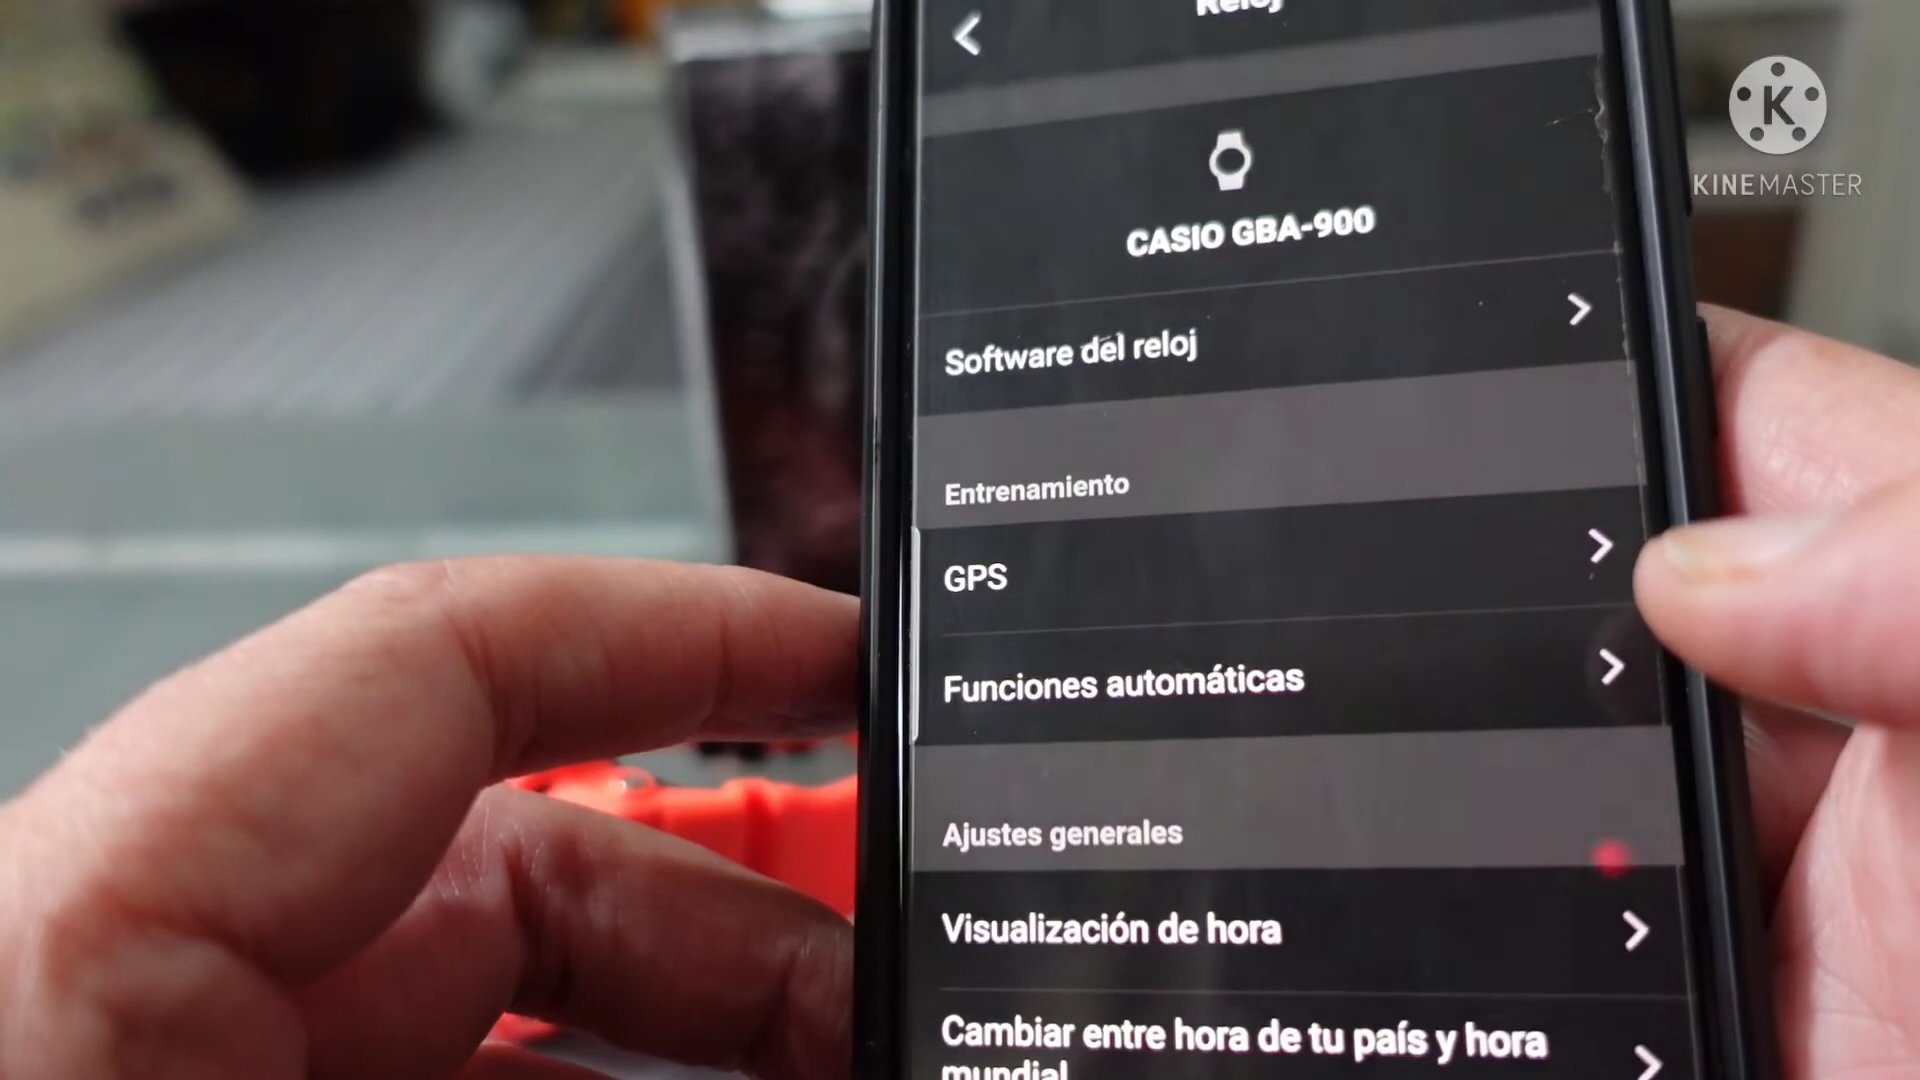 Reloj
K
KINEMASTER
CASIO GBA-900
Software del reloj
Entrenamiento
GPS
Funciones automáticas
Ajustes generales
Visualización de hora
Cambiar entre hora de tu país y hora
mundial